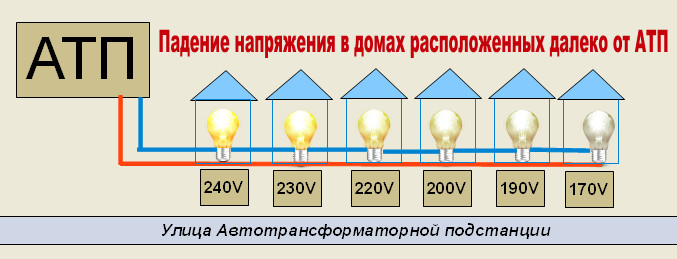 АТП
Падение напряжения в домах расположенных далеко от АТП
240V 230V 220V 200V 190V 170V
Улица Автотрансформаторной подстанции